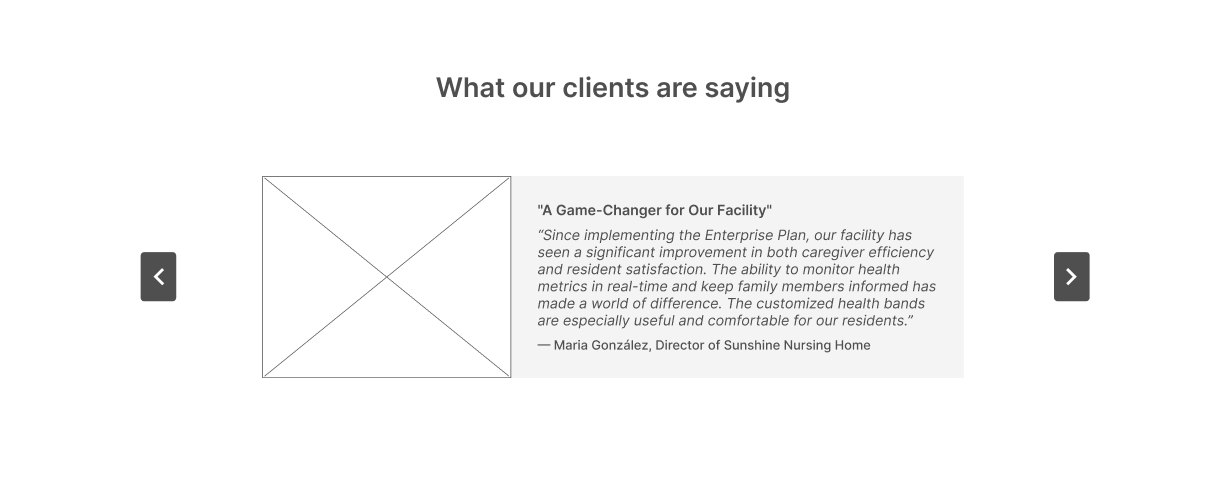 What our clients are saying
"A Game-Changer for Our Facility"
“Since implementing the Enterprise Plan, our facility has
seen a significant improvement in both caregiver efficiency
and resident satisfaction. The ability to monitor health
metrics in real-time and keep family members informed has
made a world of difference. The customized health bands
are especially useful and comfortable for our residents.”
— Maria González, Director of Sunshine Nursing Home